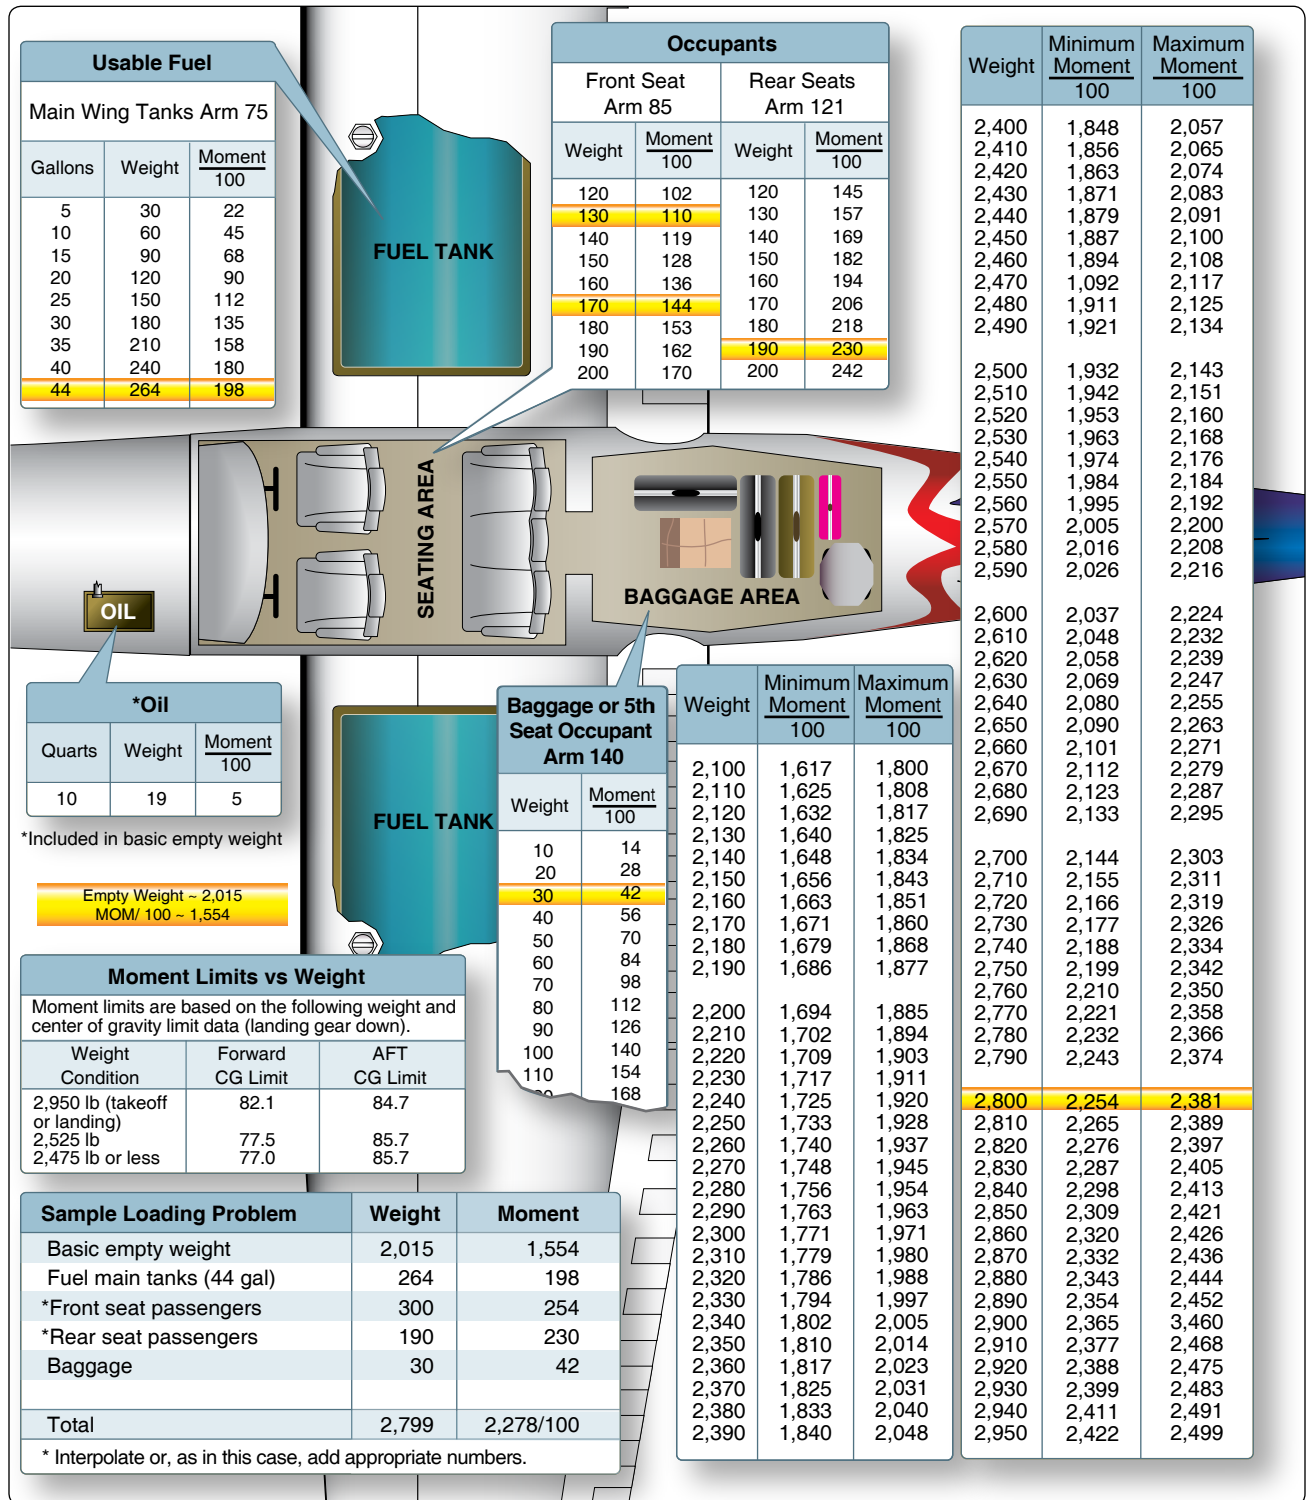 Usable Fuel
Main Wing Tanks Arm 75
Gallons Weight Moment
100
5 30 22
10 60 45
15 90 68
20 120 90
25 150 112
30 180 135
35 210 158
40 240 180
44 264 198
FUEL TANK
Occupants
Front Seat Rear Seats
Arm 85 Arm 121
Weight Moment Weight Moment
100 100
120 102 120 145
130 110 130 157
140 119 140 169
150 128 150 182
160 136 160 194
170 144 170 206
180 153 180 218
190 162 190 230
200 170 200 242
SEATING AREA
BAGGAGE AREA
OIL
*Oil
Quarts Weight Moment
100
10 19 5
*Included in basic empty weight
Empty Weight ~ 2,015
MOM/ 100 ~ 1,554
FUEL TANK
Baggage or 5th
Seat Occupant
Arm 140
Weight Moment
100
10 14
20 28
30 42
40 56
50 70
60 84
70 98
80 112
90 126
100 140
110 154
168
Moment Limits vs Weight
Moment limits are based on the following weight and
center of gravity limit data (landing gear down).
Weight Forward AFT
Condition CG Limit CG Limit
2,950 lb (takeoff 82.1 84.7
or landing)
2,525 lb 77.5 85.7
2,475 lb or less 77.0 85.7
Sample Loading Problem Weight Moment
Basic empty weight 2,015 1,554
Fuel main tanks (44 gal) 264 198
*Front seat passengers 300 254
*Rear seat passengers 190 230
Baggage 30 42
Total 2,799 2,278/100
* Interpolate or, as in this case, add appropriate numbers.
Weight Minimum Maximum
Moment Moment
100 100
2,100 1,617 1,800
2,110 1,625 1,808
2,120 1,632 1,817
2,130 1,640 1,825
2,140 1,648 1,834
2,150 1,656 1,843
2,160 1,663 1,851
2,170 1,671 1,860
2,180 1,679 1,868
2,190 1,686 1,877
2,200 1,694 1,885
2,210 1,702 1,894
2,220 1,709 1,903
2,230 1,717 1,911
2,240 1,725 1,920
2,250 1,733 1,928
2,260 1,740 1,937
2,270 1,748 1,945
2,280 1,756 1,954
2,290 1,763 1,963
2,300 1,771 1,971
2,310 1,779 1,980
2,320 1,786 1,988
2,330 1,794 1,997
2,340 1,802 2,005
2,350 1,810 2,014
2,360 1,817 2,023
2,370 1,825 2,031
2,380 1,833 2,040
2,390 1,840 2,048
Weight Minimum Maximum
Moment Moment
100 100
2,400 1,848 2,057
2,410 1,856 2,065
2,420 1,863 2,074
2,430 1,871 2,083
2,440 1,879 2,091
2,450 1,887 2,100
2,460 1,894 2,108
2,470 1,092 2,117
2,480 1,911 2,125
2,490 1,921 2,134
2,500 1,932 2,143
2,510 1,942 2,151
2,520 1,953 2,160
2,530 1,963 2,168
2,540 1,974 2,176
2,550 1,984 2,184
2,560 1,995 2,192
2,570 2,005 2,200
2,580 2,016 2,208
2,590 2,026 2,216
2,600 2,037 2,224
2,610 2,048 2,232
2,620 2,058 2,239
2,630 2,069 2,247
2,640 2,080 2,255
2,650 2,090 2,263
2,660 2,101 2,271
2,670 2,112 2,279
2,680 2,123 2,287
2,690 2,133 2,295
2,700 2,144 2,303
2,710 2,155 2,311
2,720 2,166 2,319
2,730 2,177 2,326
2,740 2,188 2,334
2,750 2,199 2,342
2,760 2,210 2,350
2,770 2,221 2,358
2,780 2,232 2,366
2,790 2,243 2,374
2,800 2,254 2,381
2,810 2,265 2,389
2,820 2,276 2,397
2,830 2,287 2,405
2,840 2,298 2,413
2,850 2,309 2,421
2,860 2,320 2,426
2,870 2,332 2,436
2,880 2,343 2,444
2,890 2,354 2,452
2,900 2,365 3,460
2,910 2,377 2,468
2,920 2,388 2,475
2,930 2,399 2,483
2,940 2,411 2,491
2,950 2,422 2,499